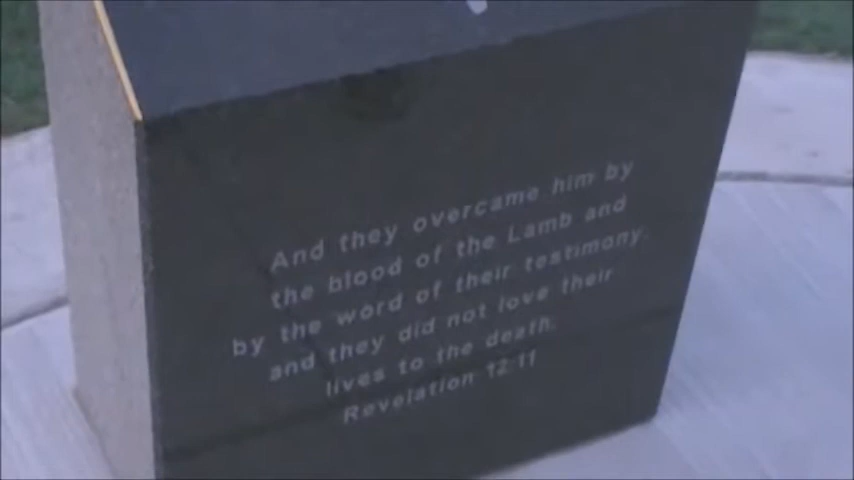 And they overcame him by
the blood of the Lamb and
by the word of their testimony,
and they did not love their
lives to the death.
Revelation 12:11